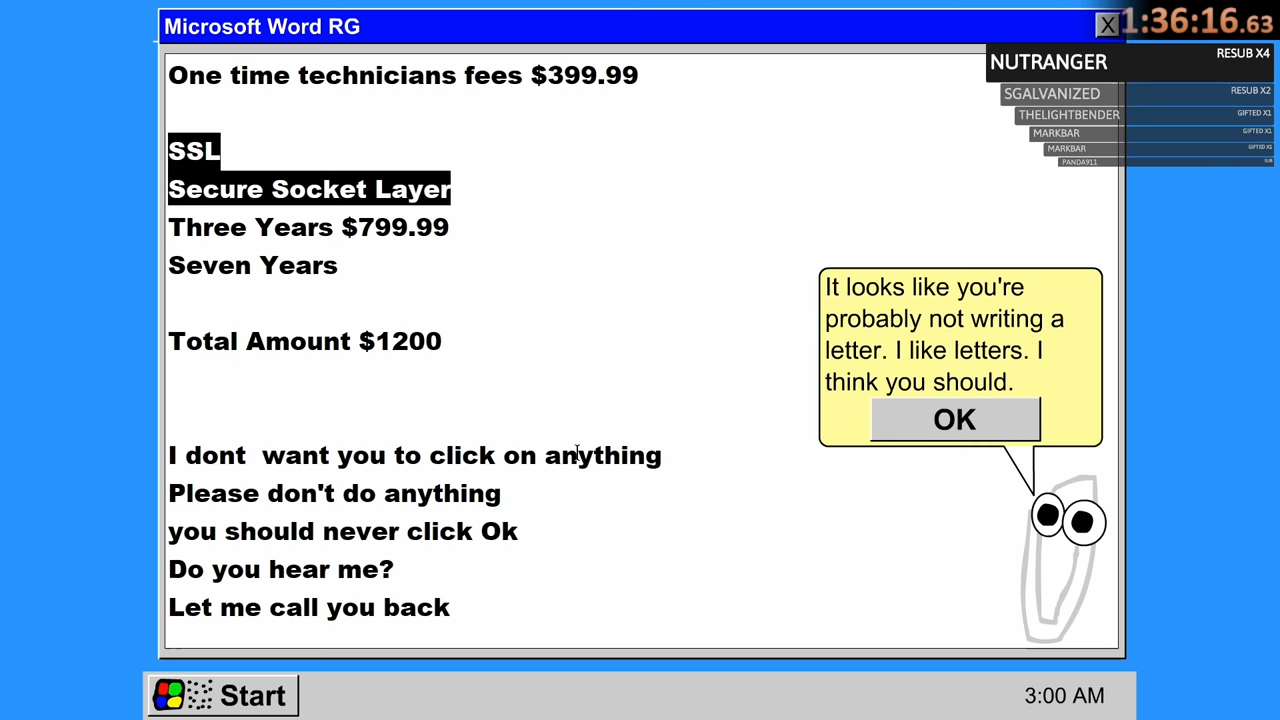 Microsoft Word RG
X
1:36:16.63
NUTRANGER RESUB X4
SGALVANIZED RESUB X2
THELIGHTBENDER GIFTED X1
MARKBAR GIFTED X1
MARKBAR GIFTED X1
PANDA911 SUB
One time technicians fees $399.99
SSL
Secure Socket Layer
Three Years $799.99
Seven Years
Total Amount $1200
I dont  want you to click on anything
Please don't do anything
you should never click Ok
Do you hear me?
Let me call you back
It looks like you're
probably not writing a
letter. I like letters. I
think you should.
OK
Start
3:00 AM